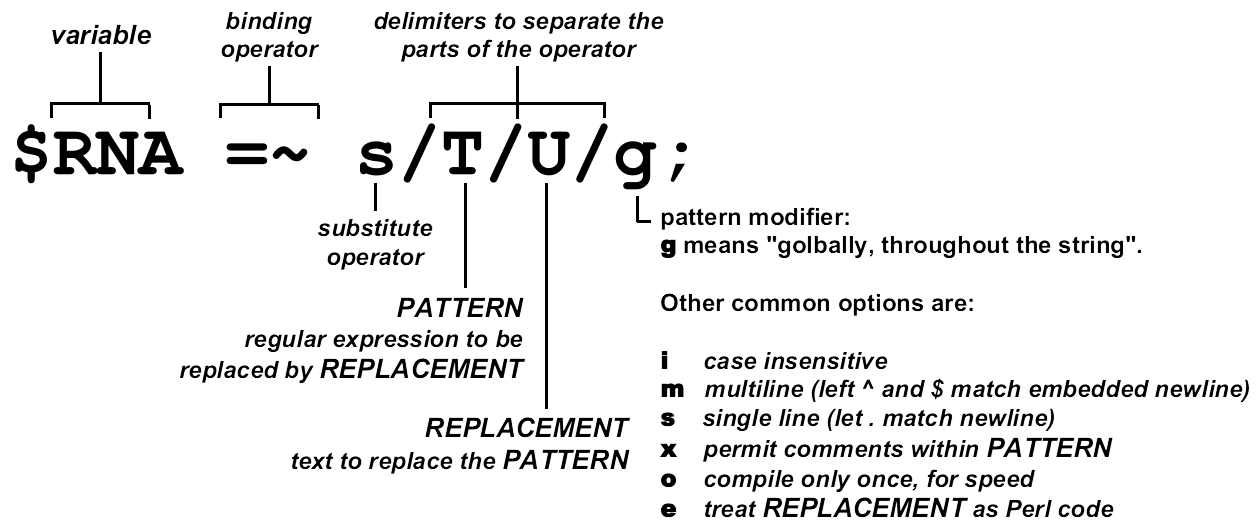 variable
binding
operator
delimiters to separate the
parts of the operator
$RNA =~ s/T/U/g;
substitute
operator
PATTERN
regular expression to be
replaced by REPLACEMENT
REPLACEMENT
text to replace the PATTERN
pattern modifier:
g means "golbally, throughout the string".
Other common options are:
i case insensitive
m multiline (left ^ and $ match embedded newline)
s single line (let . match newline)
x permit comments within PATTERN
o compile only once, for speed
e treat REPLACEMENT as Perl code